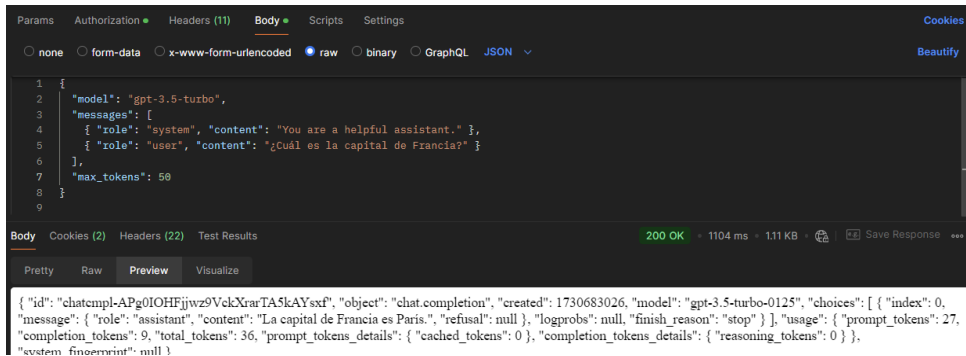 Params Authorization Headers (11) Body Scripts Settings Cookies
none form-data x-www-form-urlencoded raw binary GraphQL JSON Beautify
1 {
2 "model": "gpt-3.5-turbo",
3 "messages": [
4 { "role": "system", "content": "You are a helpful assistant." },
5 { "role": "user", "content": "¿Cuál es la capital de Francia?" }
6 ],
7 "max_tokens": 50
8 }
9
Body Cookies (2) Headers (22) Test Results 200 OK 1104 ms 1.11 KB Save Response
Pretty Raw Preview Visualize
{ "id": "chatcmpl-APg0IOHFjjwz9VckXrarTA5kAYsxf", "object": "chat.completion", "created": 1730683026, "model": "gpt-3.5-turbo-0125", "choices": [ { "index": 0,
"message": { "role": "assistant", "content": "La capital de Francia es Paris.", "refusal": null }, "logprobs": null, "finish_reason": "stop" } ], "usage": { "prompt_tokens": 27,
"completion_tokens": 9, "total_tokens": 36, "prompt_tokens_details": { "cached_tokens": 0 }, "completion_tokens_details": { "reasoning_tokens": 0 } },
"system_fingerprint": null }